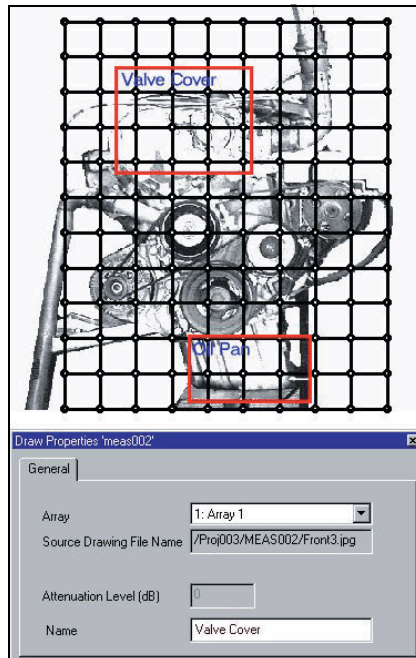 Valve Cover
Oil Pan
Draw Properties 'meas002'
General
Array
1: Array 1
Source Drawing File Name
/Proj003/MEAS002/Front3.jpg
Attenuation Level (dB)
0
Name
Valve Cover